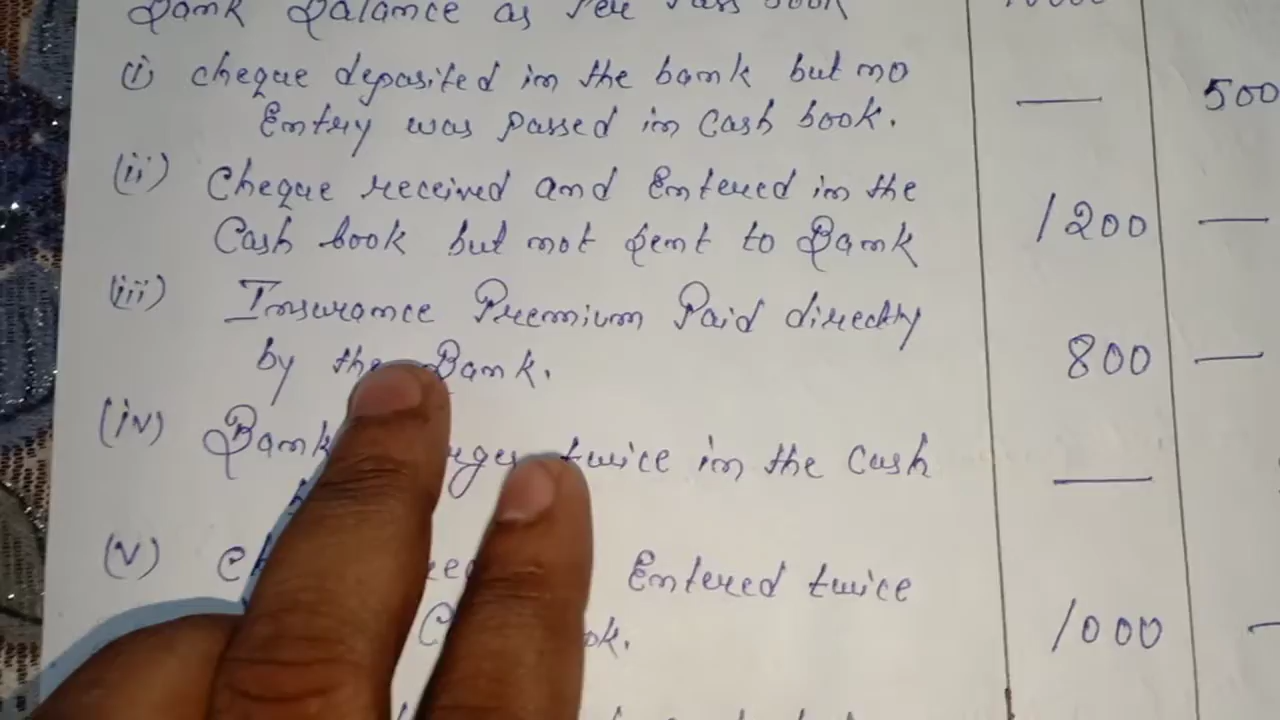 Bank Balance as Per Pass book
(i) cheque deposited in the bank but no 500
Entry was passed in Cash book.
(ii) Cheque received and Entered in the
Cash book but not sent to Bank 1200
(iii) Insurance Premium Paid directly
by the Bank. 800
(iv) Bank twice in the Cash
(v) Entered twice
1000